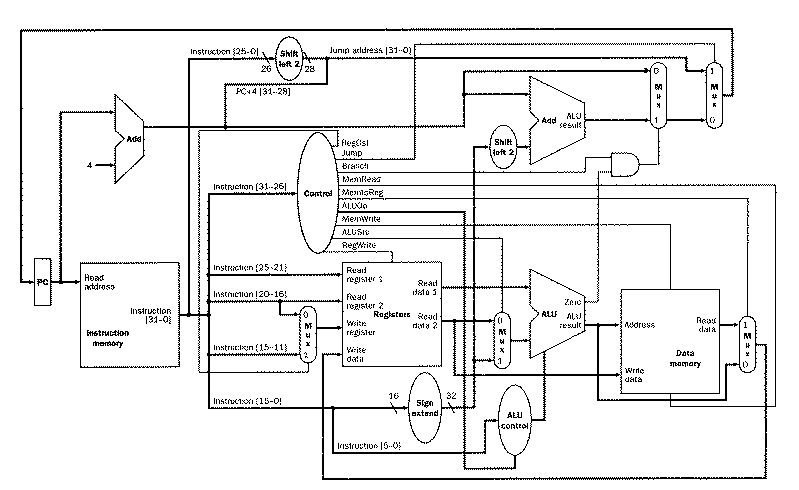 Instruction [25–0]
Shift
left 2
Jump address [31–0]
26
28
PC+4 [31–28]
Add
4
0
M
u
x
1
1
M
u
x
0
Add
ALU
result
Shift
left 2
RegDst
Jump
Branch
MemRead
MemtoReg
ALUOp
MemWrite
ALUSrc
RegWrite
Control
Instruction [31–26]
PC
Read
address
Instruction
[31–0]
Instruction
memory
Instruction [25–21]
Instruction [20–16]
Instruction [15–11]
Instruction [15–0]
0
M
u
x
1
Read
register 1
Read
register 2
Write
register
Write
data
Registers
Read
data 1
Read
data 2
0
M
u
x
1
ALU
Zero
ALU
result
Address
Write
data
Read
data
Data
memory
1
M
u
x
0
16
Sign
extend
32
ALU
control
Instruction [5–0]